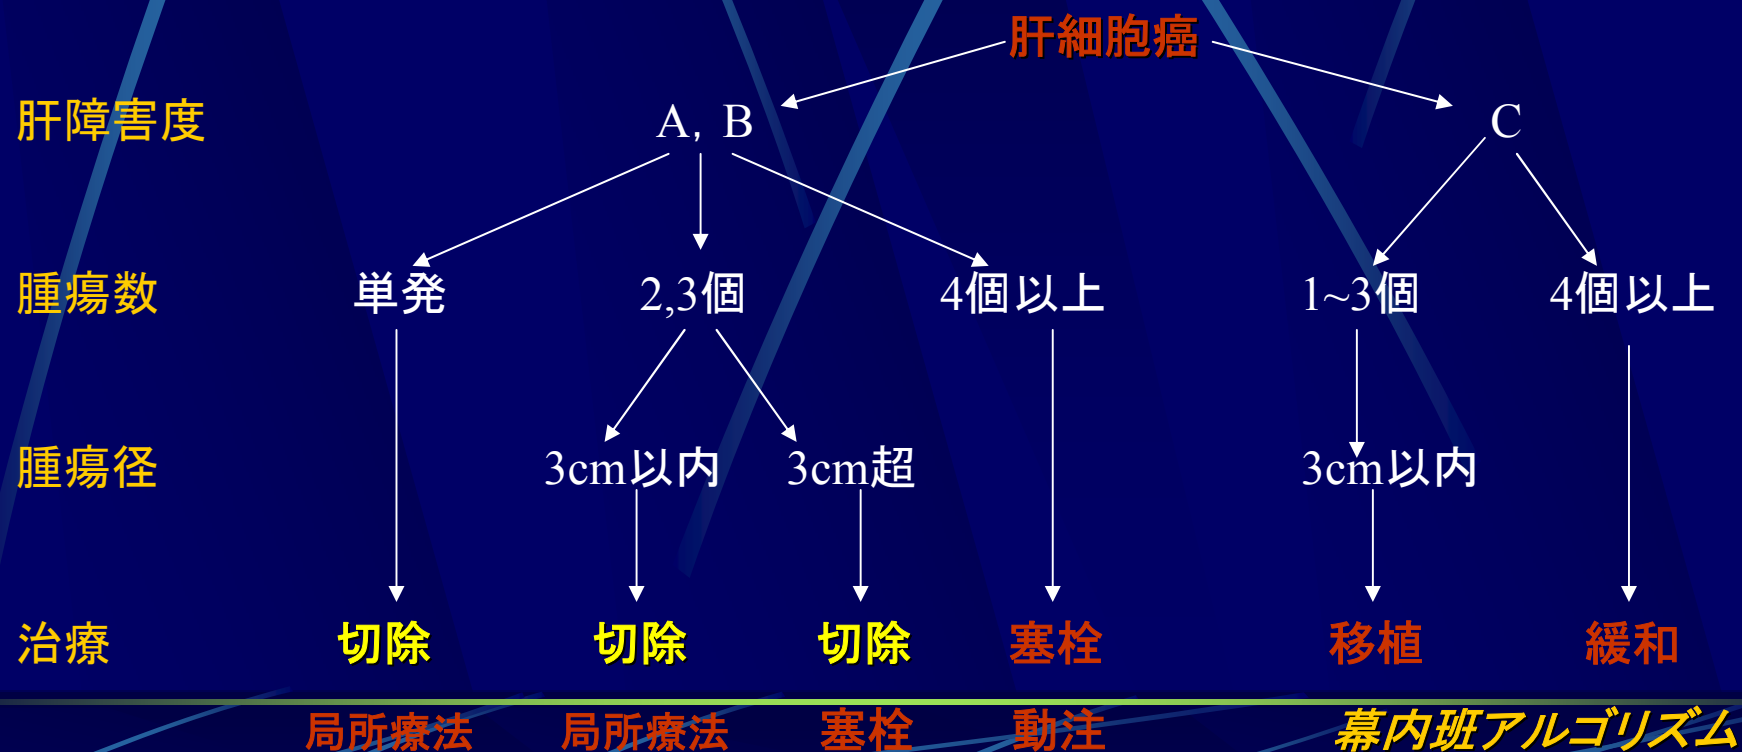 肝細胞癌
肝障害度 A, B C
腫瘍数 単発 2,3個 4個以上 1~3個 4個以上
腫瘍径 3cm以内 3cm超 3cm以内
治療 切除 切除 切除 塞栓 移植 緩和
局所療法 局所療法 塞栓 動注 幕内班アルゴリズム